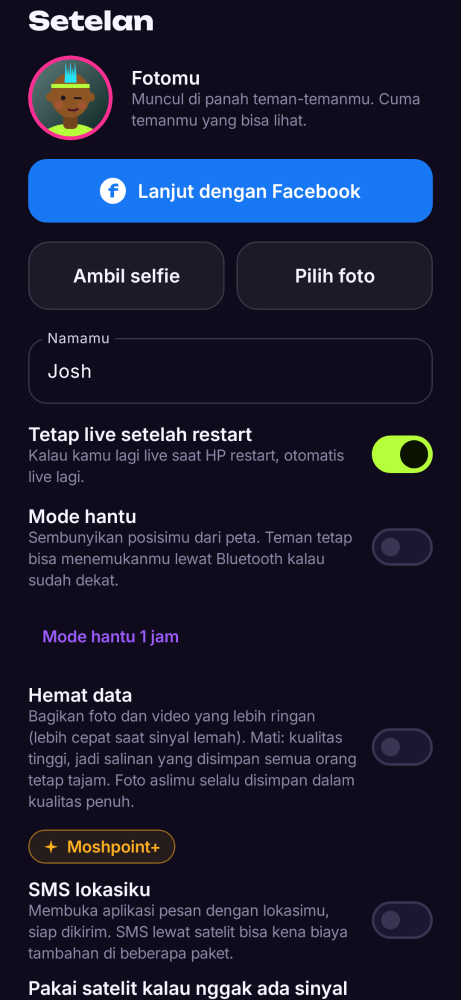 Setelan
Fotomu
Muncul di panah teman-temanmu. Cuma
temanmu yang bisa lihat.
Lanjut dengan Facebook
Ambil selfie
Pilih foto
Namamu
Josh
Tetap live setelah restart
Kalau kamu lagi live saat HP restart, otomatis
live lagi.
Mode hantu
Sembunyikan posisimu dari peta. Teman tetap
bisa menemukanmu lewat Bluetooth kalau
sudah dekat.
Mode hantu 1 jam
Hemat data
Bagikan foto dan video yang lebih ringan
(lebih cepat saat sinyal lemah). Mati: kualitas
tinggi, jadi salinan yang disimpan semua orang
tetap tajam. Foto aslimu selalu disimpan dalam
kualitas penuh.
Moshpoint+
SMS lokasiku
Membuka aplikasi pesan dengan lokasimu,
siap dikirim. SMS lewat satelit bisa kena biaya
tambahan di beberapa paket.
Pakai satelit kalau nggak ada sinyal